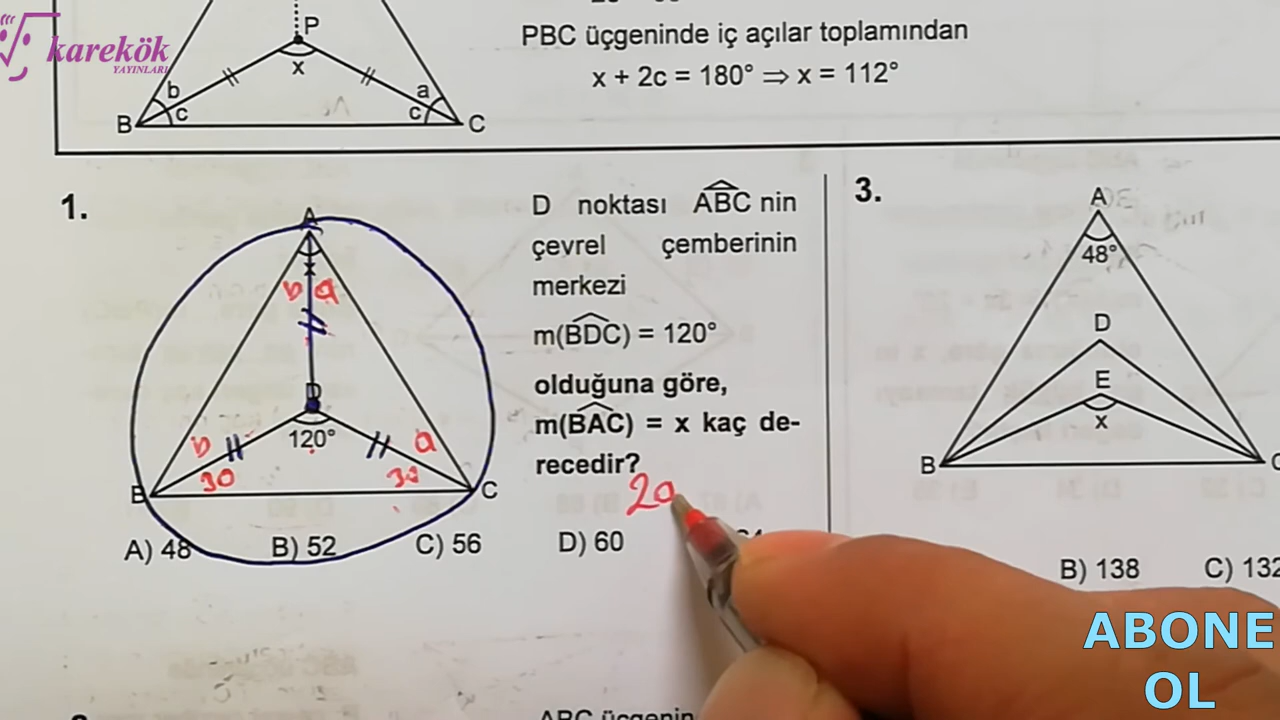 karekök
YAYINLARI
P
x
b
c
a
c
B
C
PBC üçgeninde iç açılar toplamından
x + 2c = 180° ⇒ x = 112°
1.
A
x
b a
D
120°
b
30
a
30
B
C
D noktası ABC nin
çevrel çemberinin
merkezi
m(BDC) = 120°
olduğuna göre,
m(BAC) = x kaç de-
recedir?
2a
A) 48 B) 52 C) 56 D) 60
3.
A
48°
D
E
x
B
B) 138 C) 132
ABONE
OL
ABC üçgenin